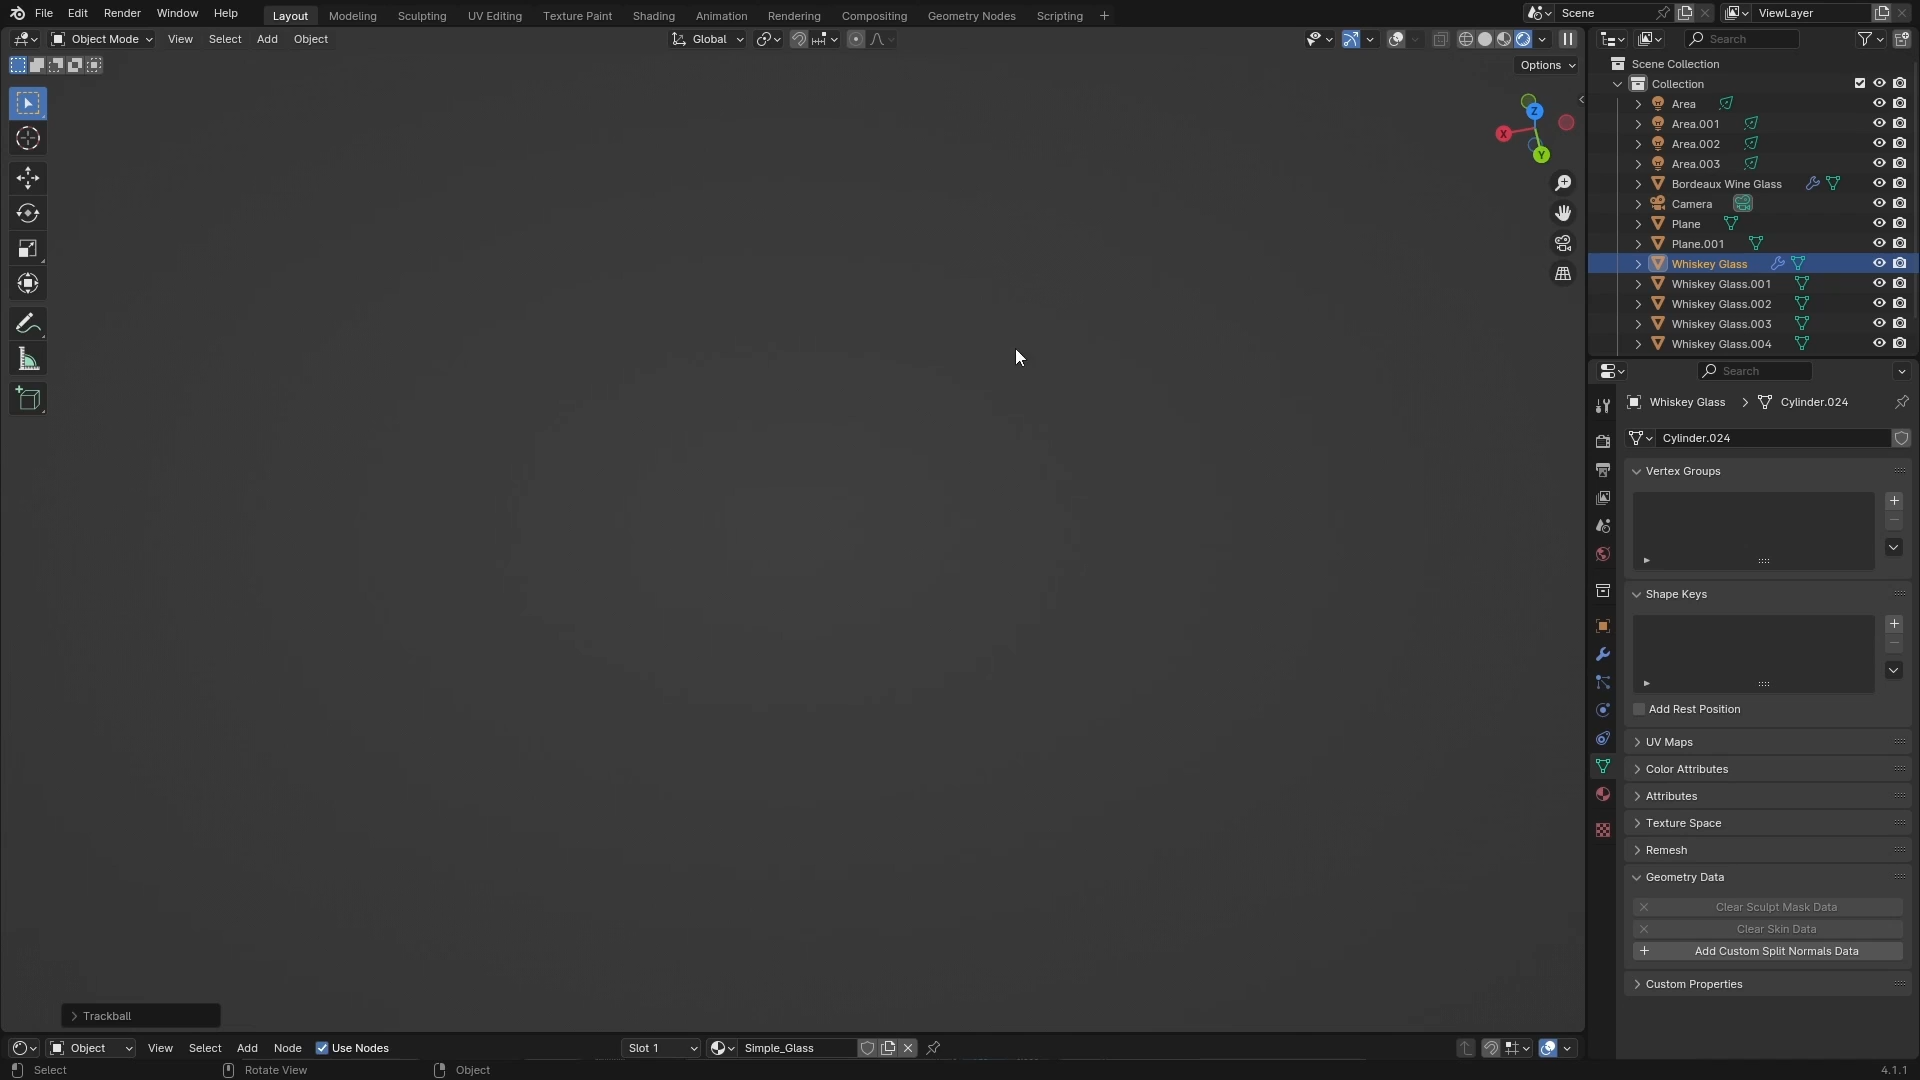 File Edit Render Window Help Layout Modeling Sculpting UV Editing Texture Paint Shading Animation Rendering Compositing Geometry Nodes Scripting + Scene ViewLayer
Object Mode View Select Add Object Global Search
Options
Scene Collection
Collection
Area
Area.001
Area.002
Area.003
Bordeaux Wine Glass
Camera
Plane
Plane.001
Whiskey Glass
Whiskey Glass.001
Whiskey Glass.002
Whiskey Glass.003
Whiskey Glass.004
X Z Y
Search
Whiskey Glass > Cylinder.024
Cylinder.024
Vertex Groups
Shape Keys
Add Rest Position
UV Maps
Color Attributes
Attributes
Texture Space
Remesh
Geometry Data
Clear Sculpt Mask Data
Clear Skin Data
Add Custom Split Normals Data
Custom Properties
Trackball
Object View Select Add Node Use Nodes Slot 1 Simple_Glass
Select Rotate View Object 4.1.1